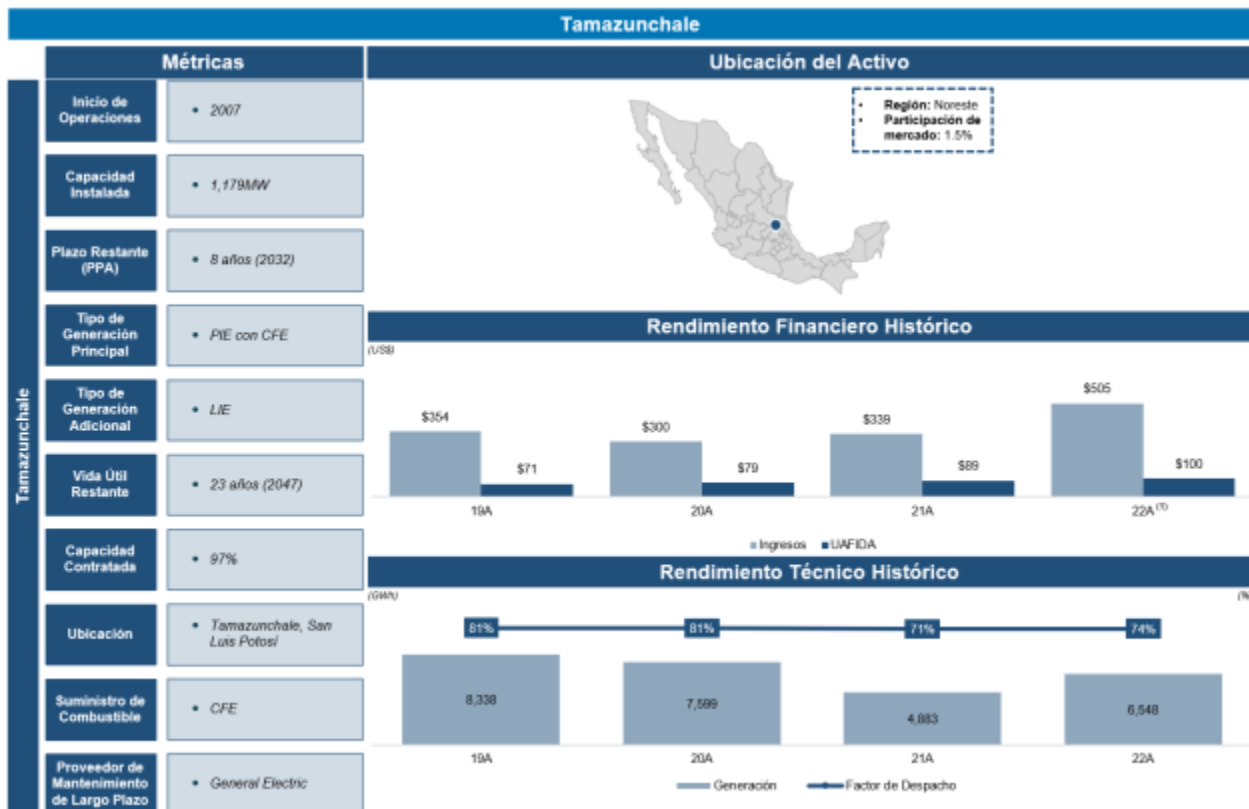 Tamazunchale
Métricas
Ubicación del Activo
Tamazunchale
Inicio de
Operaciones
• 2007
Capacidad
Instalada
• 1,179MW
Plazo Restante
(PPA)
• 8 años (2032)
Tipo de
Generación
Principal
• PIE con CFE
Tipo de
Generación
Adicional
• LIE
Vida Útil
Restante
• 23 años (2047)
Capacidad
Contratada
• 97%
Ubicación
• Tamazunchale, San
Luis Potosí
Suministro de
Combustible
• CFE
Proveedor de
Mantenimiento
de Largo Plazo
• General Electric
• Región: Noreste
• Participación de
mercado: 1.5%
Rendimiento Financiero Histórico
(US$)
$354
$71
$300
$79
$339
$89
$505
$100
19A
20A
21A
22A (1)
Ingresos
UAFIDA
Rendimiento Técnico Histórico
(GWh)
(%)
81%
81%
71%
74%
8,338
7,599
4,883
6,548
19A
20A
21A
22A
Generación
Factor de Despacho